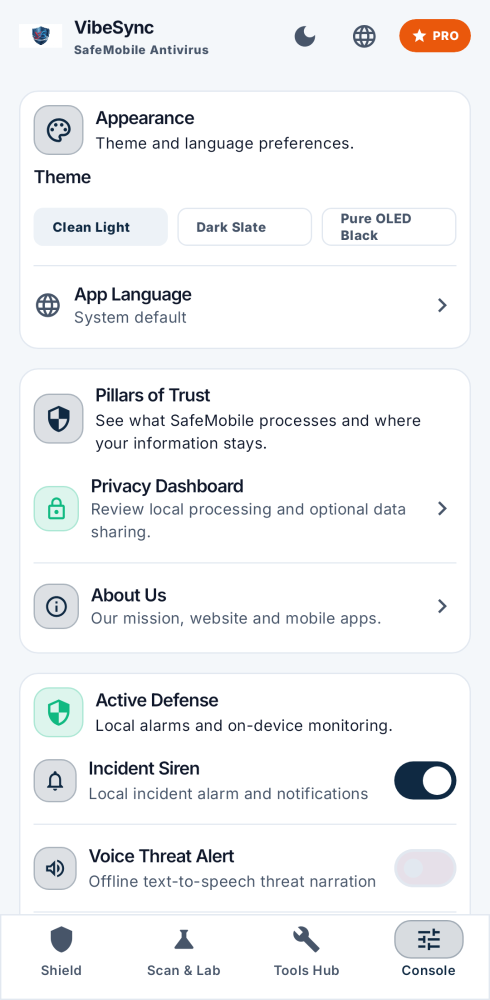 VibeSync
SafeMobile Antivirus
PRO
Appearance
Theme and language preferences.
Theme
Clean Light
Dark Slate
Pure OLED
Black
App Language
System default
Pillars of Trust
See what SafeMobile processes and where
your information stays.
Privacy Dashboard
Review local processing and optional data
sharing.
About Us
Our mission, website and mobile apps.
Active Defense
Local alarms and on-device monitoring.
Incident Siren
Local incident alarm and notifications
Voice Threat Alert
Offline text-to-speech threat narration
Shield
Scan & Lab
Tools Hub
Console